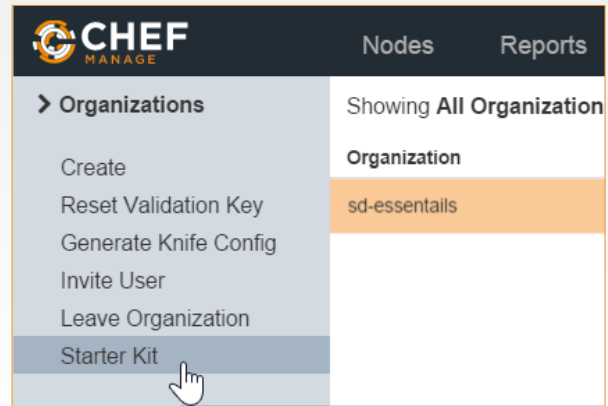 CHEF
MANAGE
Nodes
Reports
Organizations
Create
Reset Validation Key
Generate Knife Config
Invite User
Leave Organization
Starter Kit
Showing All Organization
Organization
sd-essentails